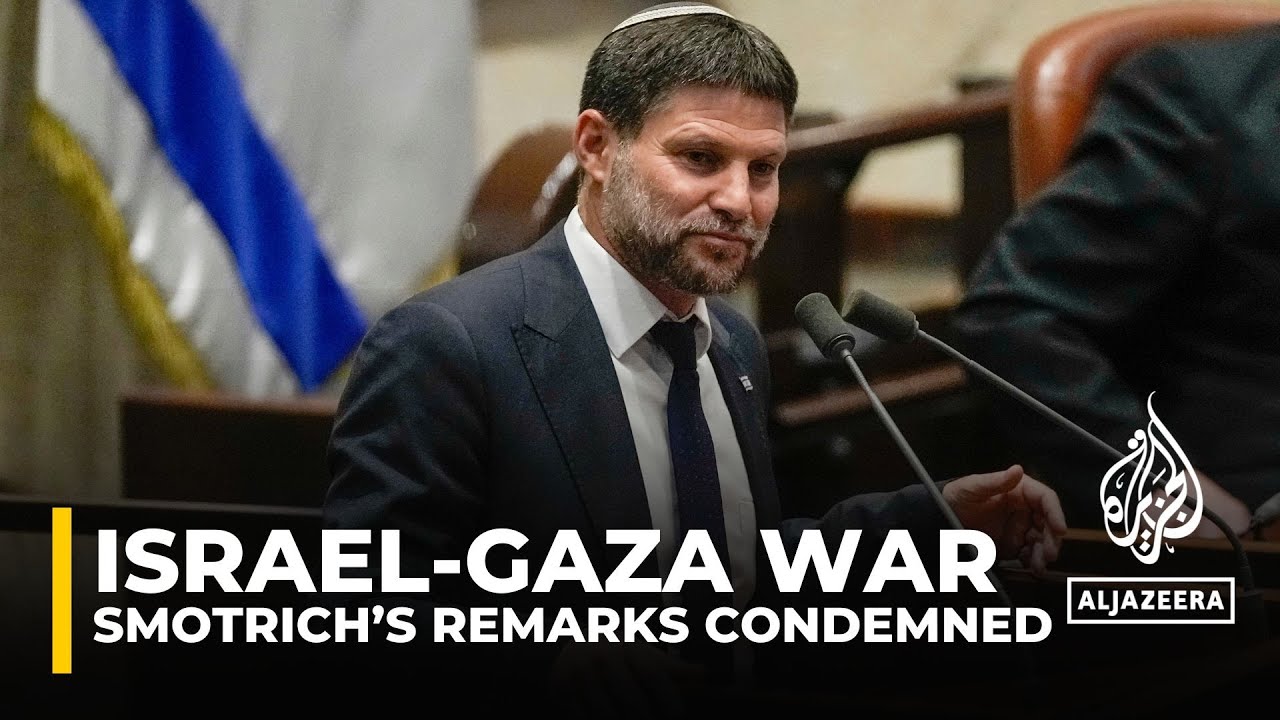 ISRAEL-GAZA WAR
SMOTRICH’S REMARKS CONDEMNED
الجزيرة
ALJAZEERA